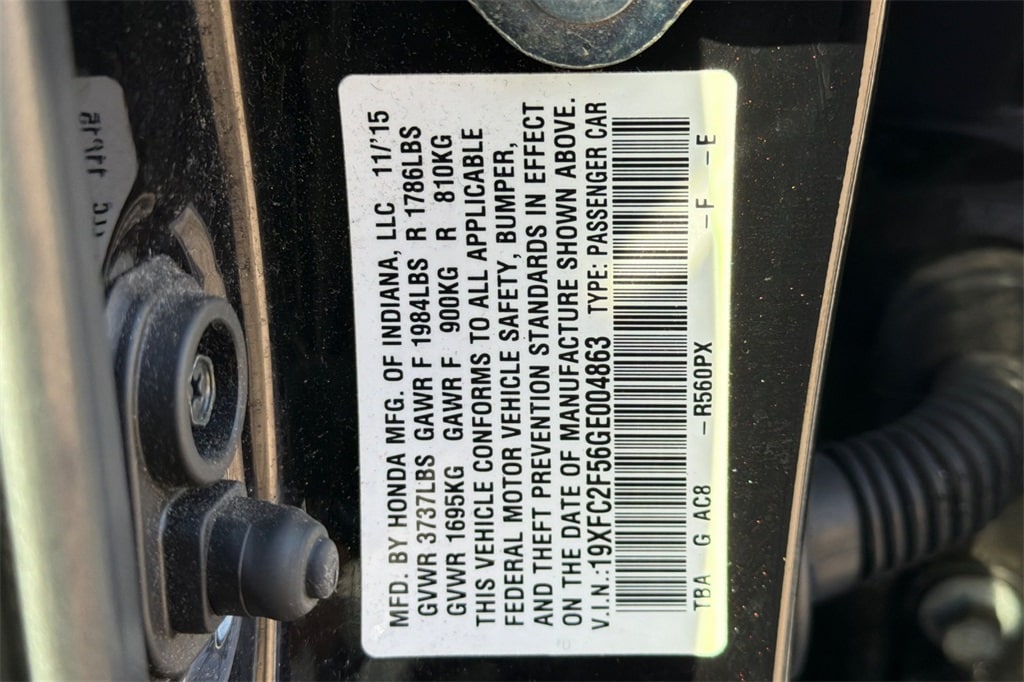 MFD. BY HONDA MFG. OF INDIANA, LLC 11/'15
GVWR 3737LBS GAWR F 1984LBS R 1786LBS
GVWR 1695KG GAWR F 900KG R 810KG
THIS VEHICLE CONFORMS TO ALL APPLICABLE
FEDERAL MOTOR VEHICLE SAFETY, BUMPER,
AND THEFT PREVENTION STANDARDS IN EFFECT
ON THE DATE OF MANUFACTURE SHOWN ABOVE.
V.I.N.:19XFC2F56GE004863 TYPE: PASSENGER CAR
TBA G AC8 – R560PX – F – E